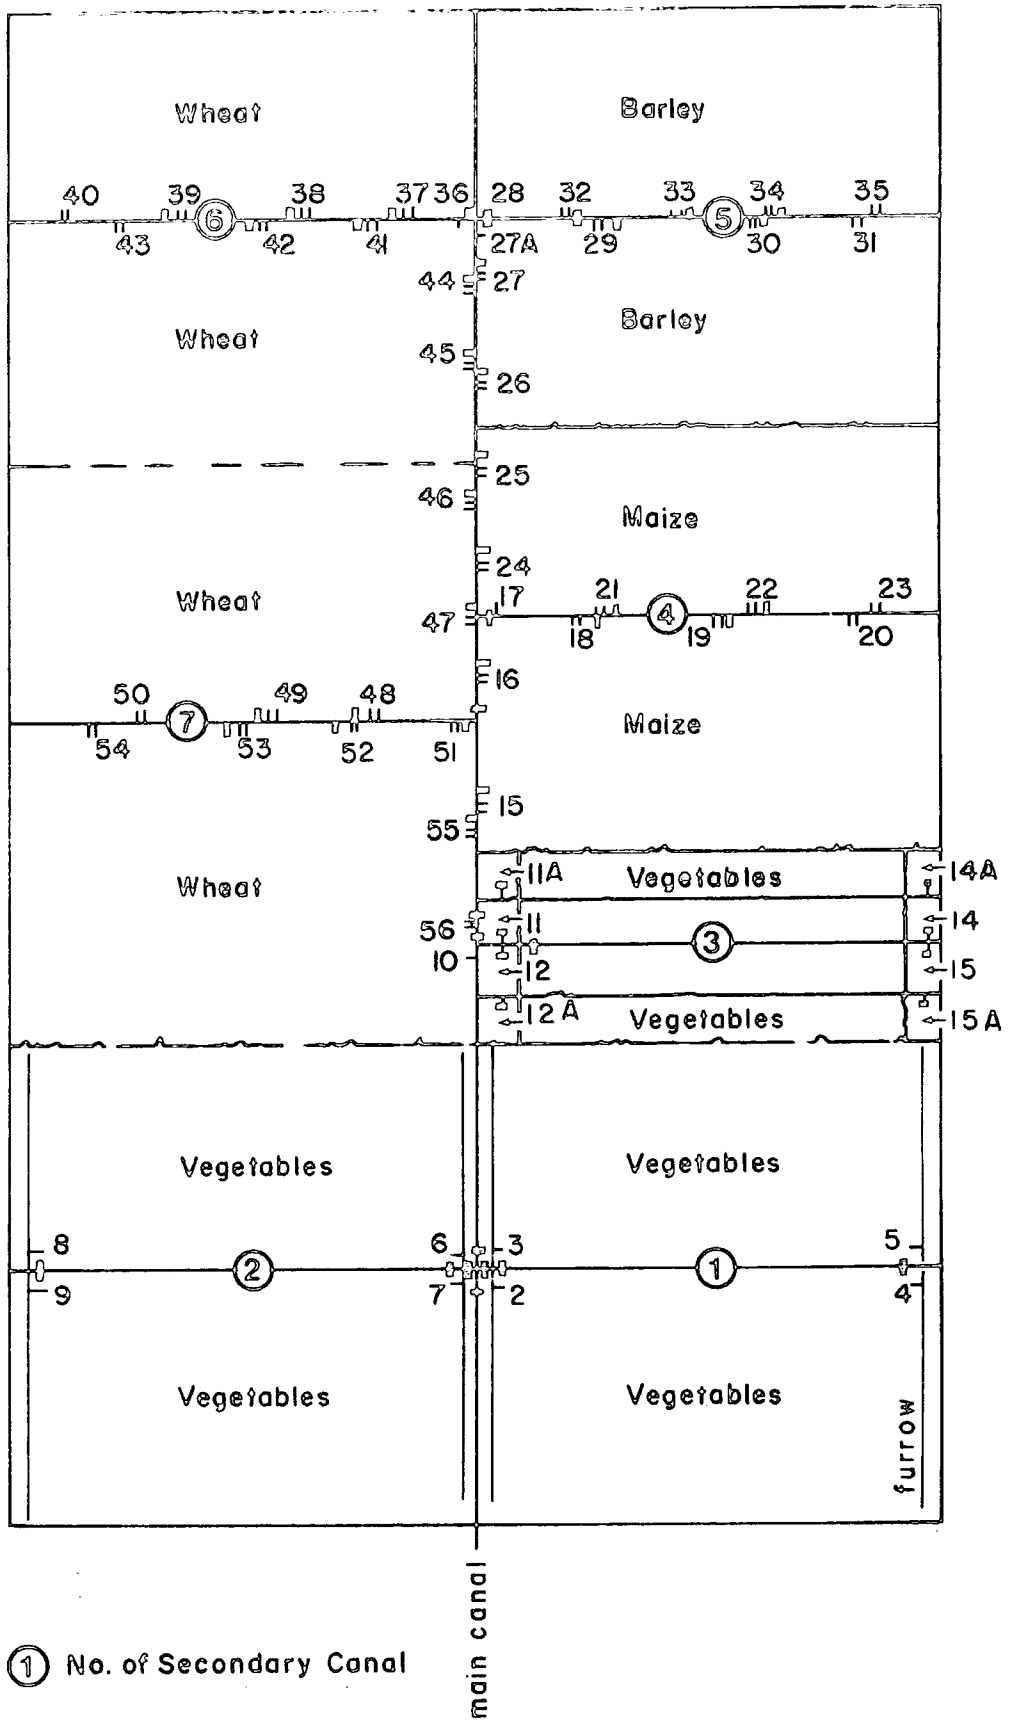 Wheat Barley
40 39 38 37 36 28 32 33 34 35
6 5
43 42 41 27A 29 30 31
44 27
Wheat Barley
45 26
25
46 Maize
24
Wheat 17 21 22 23
47 4
18 19 20
16
50 49 48
7 Maize
54 53 52 51
15
55
Wheat 11A Vegetables 14A
56 11 3 14
10 12 15
12A Vegetables 15A
Vegetables Vegetables
8 6 3 5
2 1
9 7 2 4
Vegetables Vegetables
furrow
main canal
1 No. of Secondary Canal